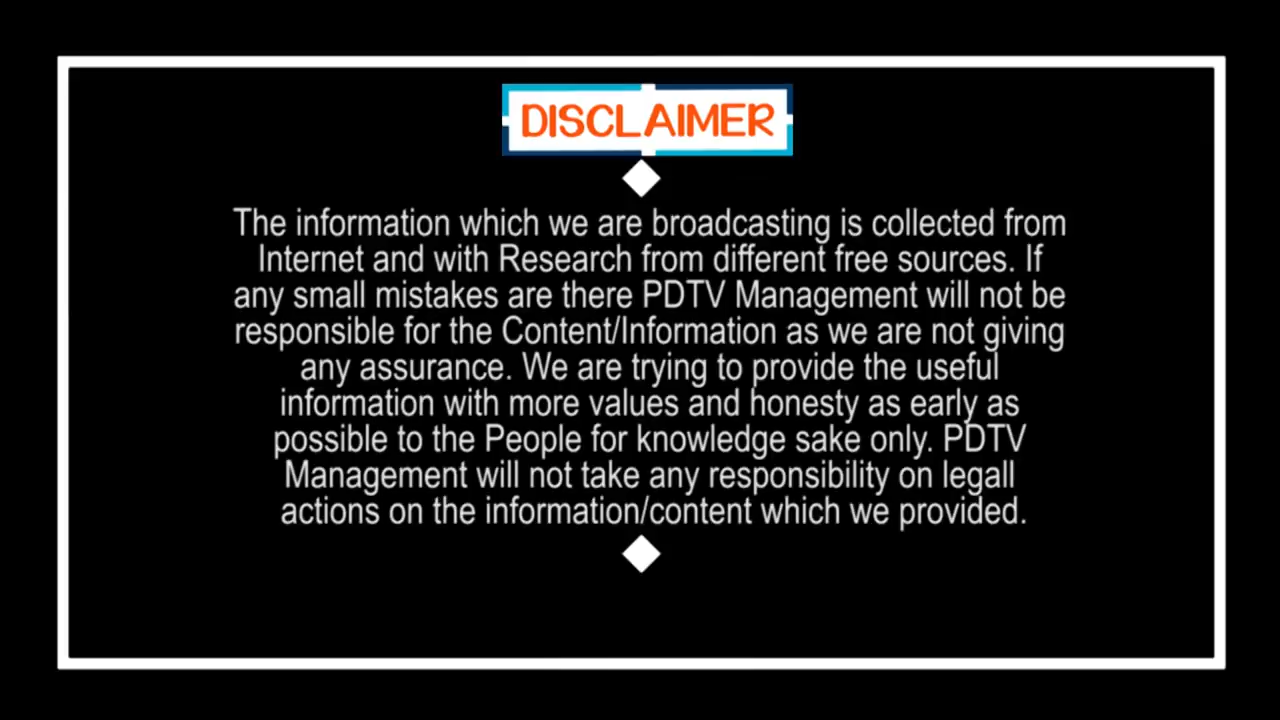 DISCLAIMER
The information which we are broadcasting is collected from
Internet and with Research from different free sources. If
any small mistakes are there PDTV Management will not be
responsible for the Content/Information as we are not giving
any assurance. We are trying to provide the useful
information with more values and honesty as early as
possible to the People for knowledge sake only. PDTV
Management will not take any responsibility on legall
actions on the information/content which we provided.